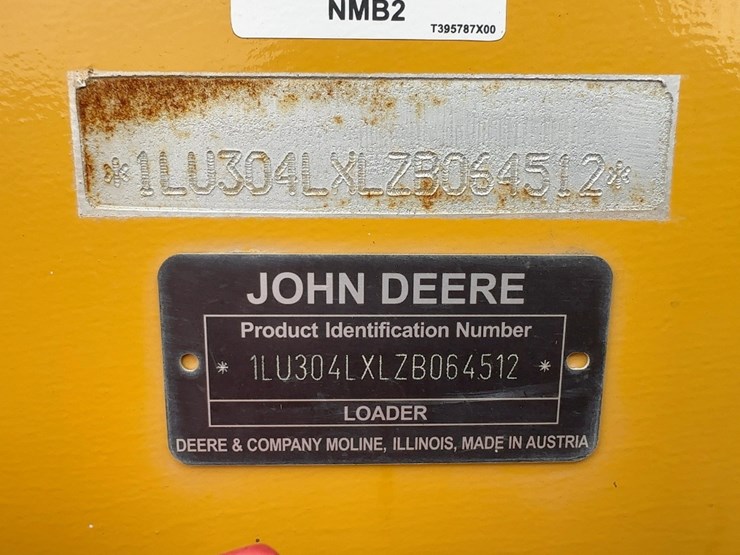 NMB2
T395787X00
*1LU304LXLZB064512*
JOHN DEERE
Product Identification Number
* 1LU304LXLZB064512 *
LOADER
DEERE & COMPANY MOLINE, ILLINOIS, MADE IN AUSTRIA